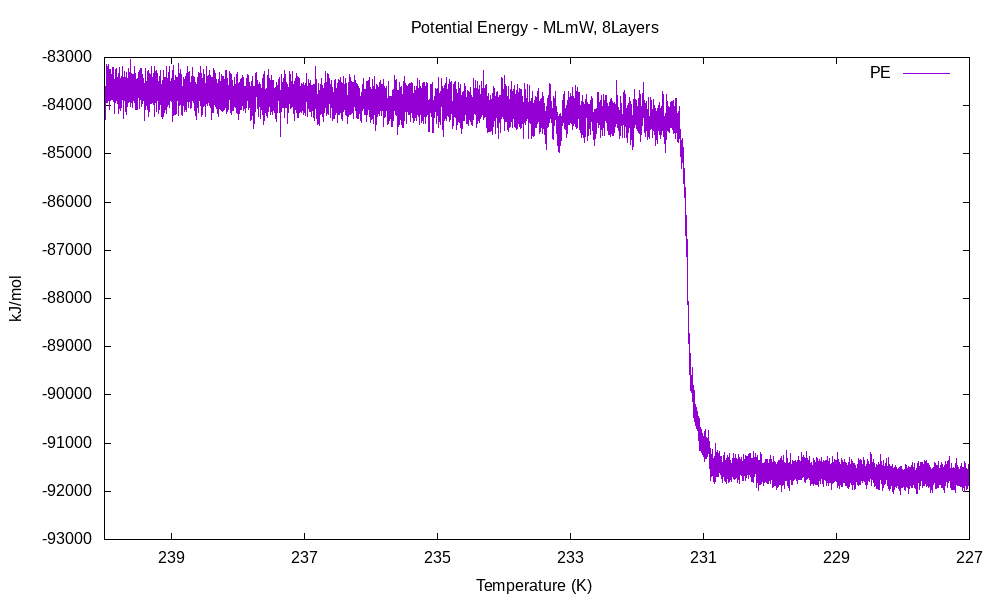 Potential Energy - MLmW, 8Layers
PE
-83000
-84000
-85000
-86000
-87000
-88000
-89000
-90000
-91000
-92000
-93000
kJ/mol
239 237 235 233 231 229 227
Temperature (K)